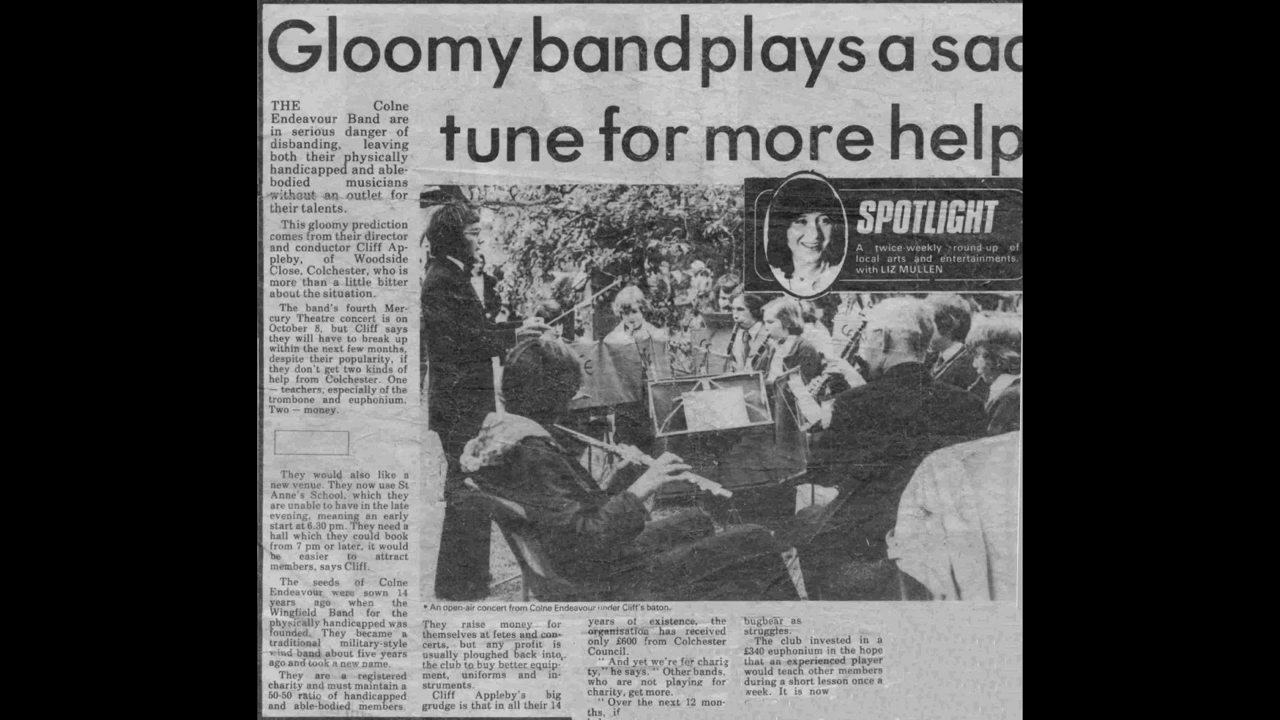 Gloomy band plays a sad
tune for more help
THE Colne
Endeavour Band are
in serious danger of
disbanding, leaving
both their physically
handicapped and able-
bodied musicians
without an outlet for
their talents.
This gloomy prediction
comes from their director
and conductor Cliff Ap-
pleby, of Woodside
Close, Colchester, who is
more than a little bitter
about the situation.
The band's fourth Mer-
cury Theatre concert is on
October 8, but Cliff says
they will have to break up
within the next few months,
despite their popularity, if
they don't get two kinds of
help from Colchester. One
— teachers, especially of the
trombone and euphonium.
Two — money.
They would also like a
new venue. They now use St
Anne's School, which they
are unable to have in the late
evening, meaning an early
start at 6.30 pm. They need a
hall which they could book
from 7 pm or later, it would
be easier to attract
members, says Cliff.
The seeds of Colne
Endeavour were sown 14
years ago when the
Wingfield Band for the
physically handicapped was
founded. They became a
traditional military-style
wind band about five years
ago and took a new name.
They are a registered
charity and must maintain a
50-50 ratio of handicapped
and able-bodied members.
SPOTLIGHT
A twice-weekly round-up of
local arts and entertainments.
with LIZ MULLEN
• An open-air concert from Colne Endeavour under Cliff's baton.
They raise money for
themselves at fetes and con-
certs, but any profit is
usually ploughed back into
the club to buy better equip-
ment, uniforms and in-
struments.
Cliff Appleby's big
grudge is that in all their 14
years of existence, the
organisation has received
only £600 from Colchester
Council.
"And yet we're for charig
ty," he says. "Other bands,
who are not playing for
charity, get more.
"Over the next 12 mon-
ths, if
bugbear as
struggles.
The club invested in a
£340 euphonium in the hope
that an experienced player
would teach other members
during a short lesson once a
week. It is now